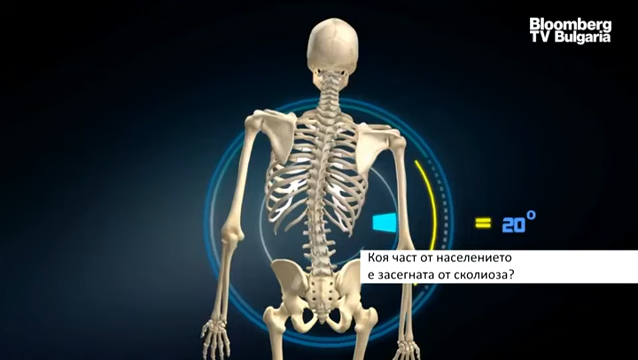 Bloomberg
TV Bulgaria
= 20°
Коя част от населението
е засегната от сколиоза?